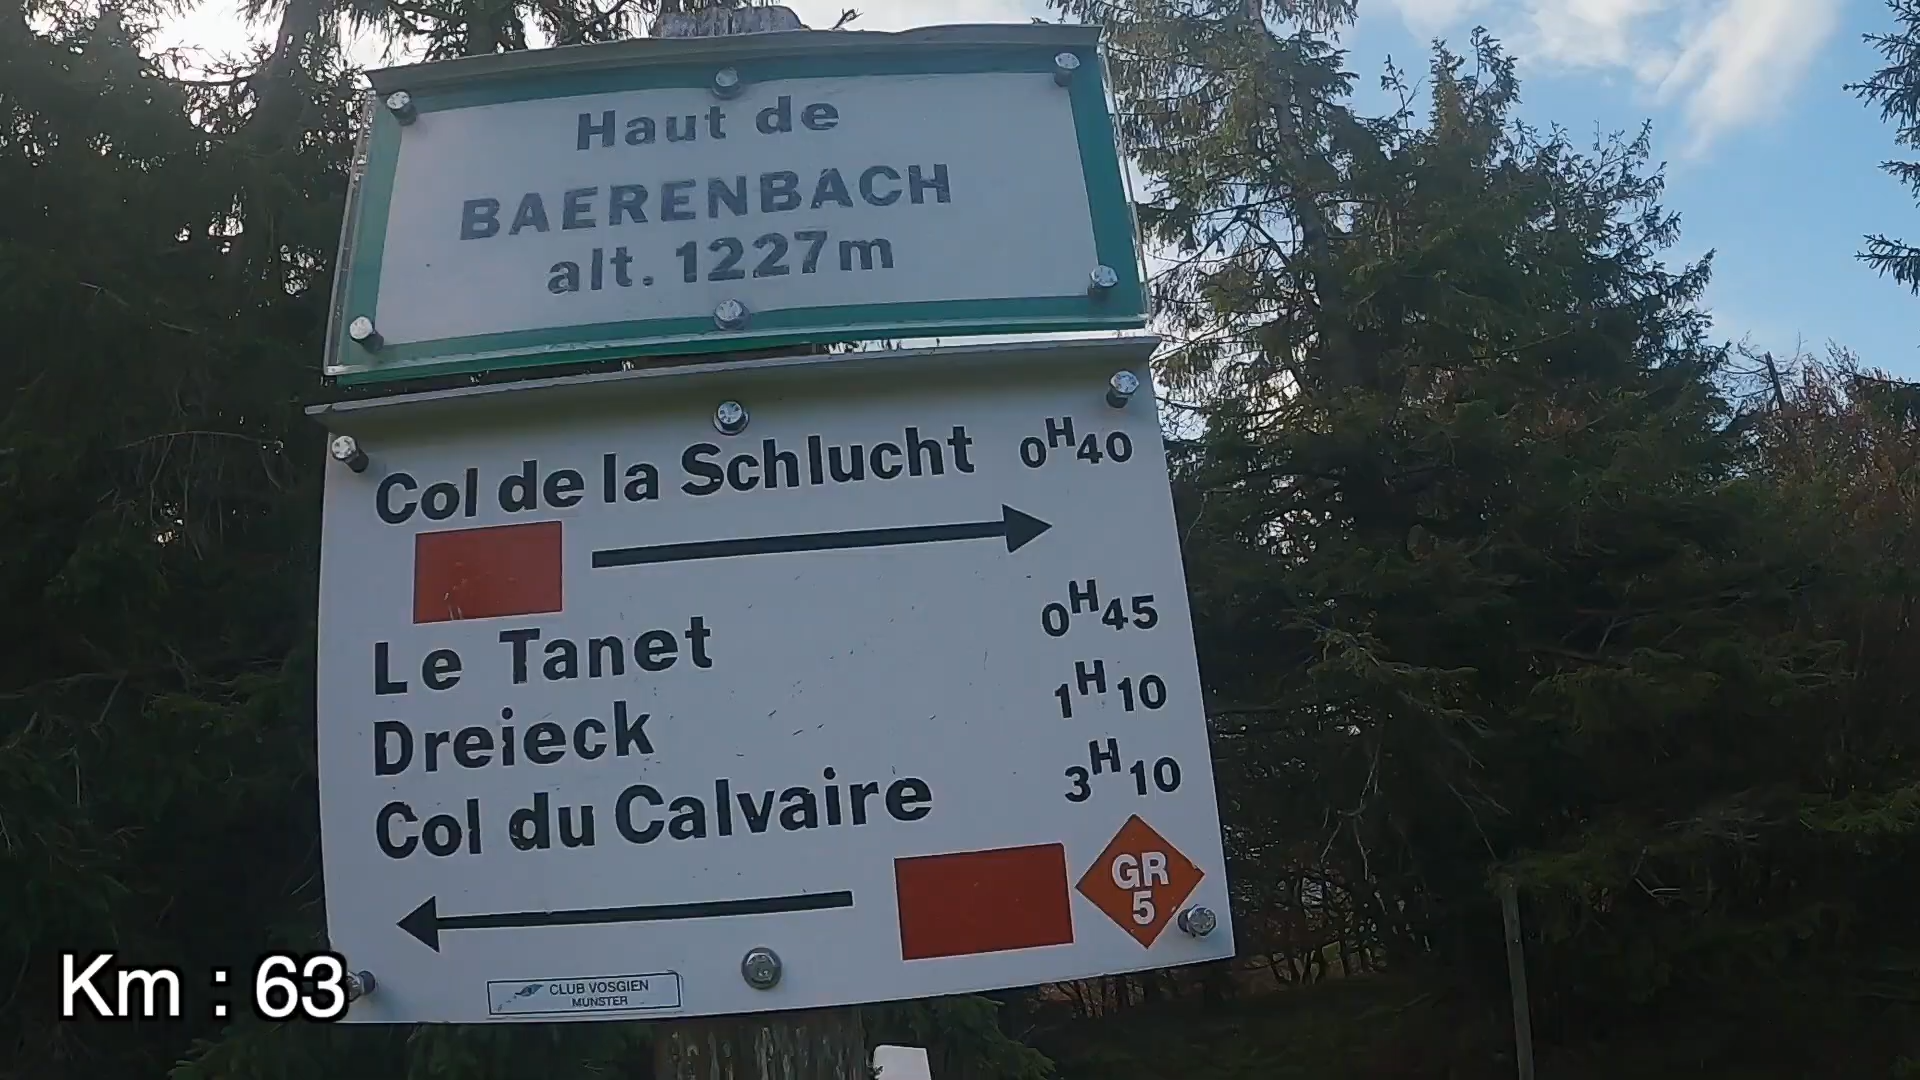 Haut de
BAERENBACH
alt. 1227m
Col de la Schlucht 0H40
Le Tanet 0H45
Dreieck 1H10
Col du Calvaire 3H10
GR
5
CLUB VOSGIEN
MUNSTER
Km : 63